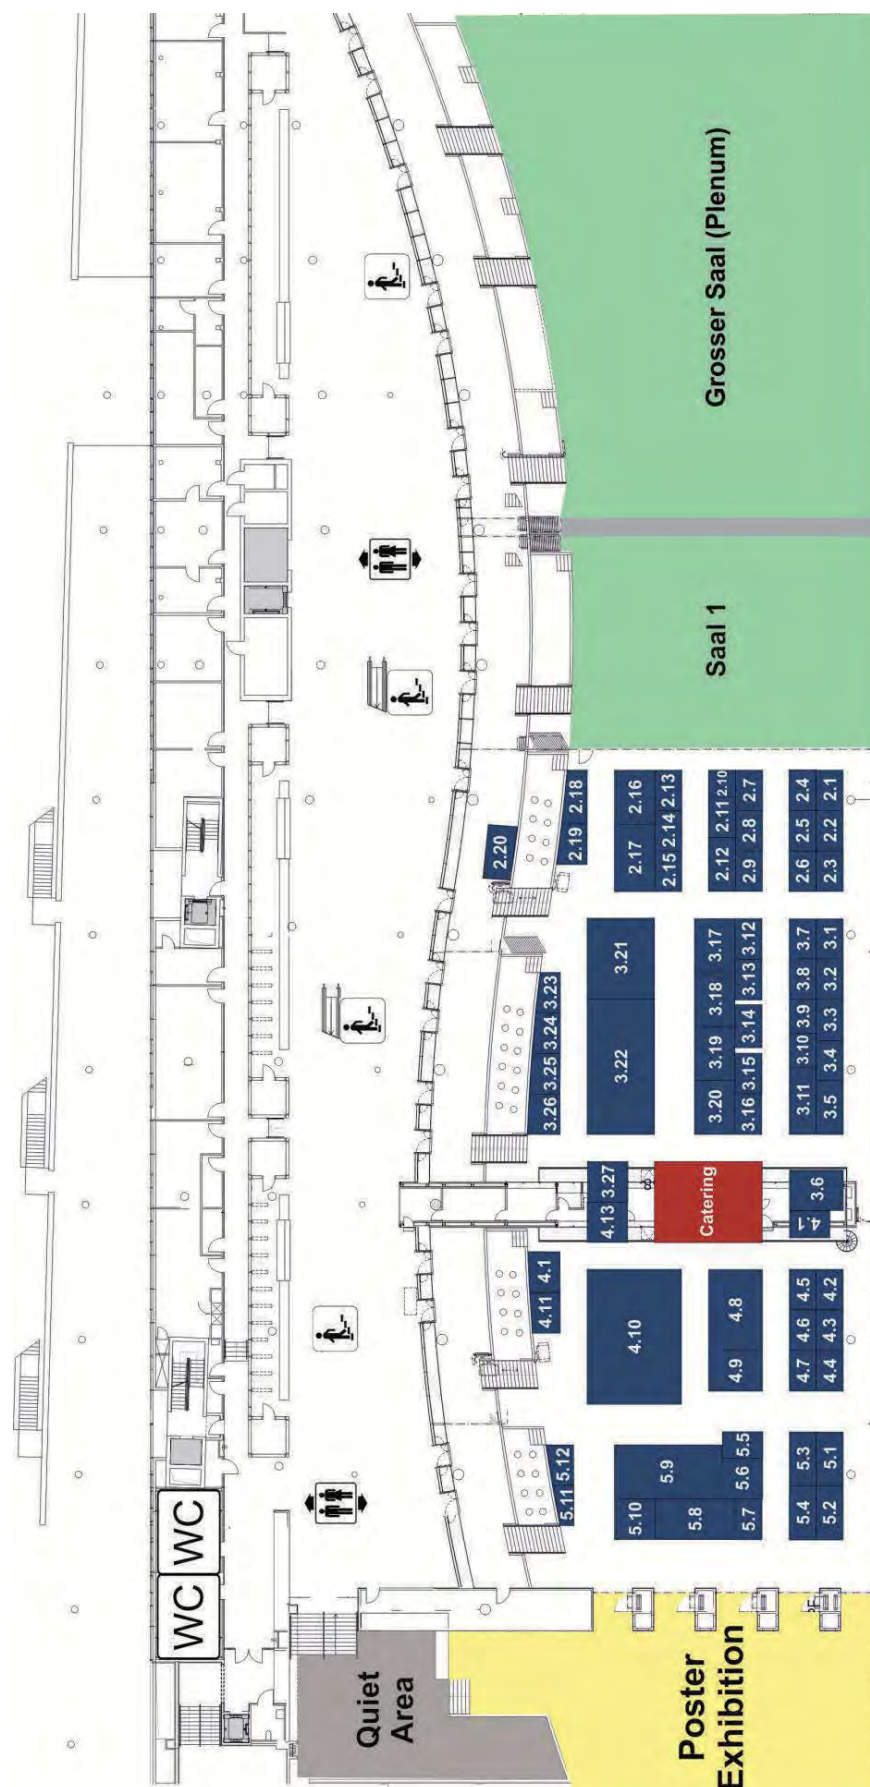 Grosser Saal (Plenum)
Saal 1
2.20
2.19 2.18
2.17 2.16
2.15 2.14 2.13
2.12 2.11 2.10
2.9 2.8 2.7
2.6 2.5 2.4
2.3 2.2 2.1
3.26 3.25 3.24 3.23
3.22 3.21
3.20 3.19 3.18 3.17
3.16 3.15 3.14 3.13 3.12
3.11 3.10 3.9 3.8 3.7
3.5 3.4 3.3 3.2 3.1
4.13 3.27
Catering
4.1 3.6
4.11 4.1
4.10
4.9 4.8
4.7 4.6 4.5
4.4 4.3 4.2
5.11 5.12
5.10 5.9
5.8
5.7 5.6 5.5
5.4 5.3
5.2 5.1
WC WC
WC
Quiet
Area
Poster
Exhibition